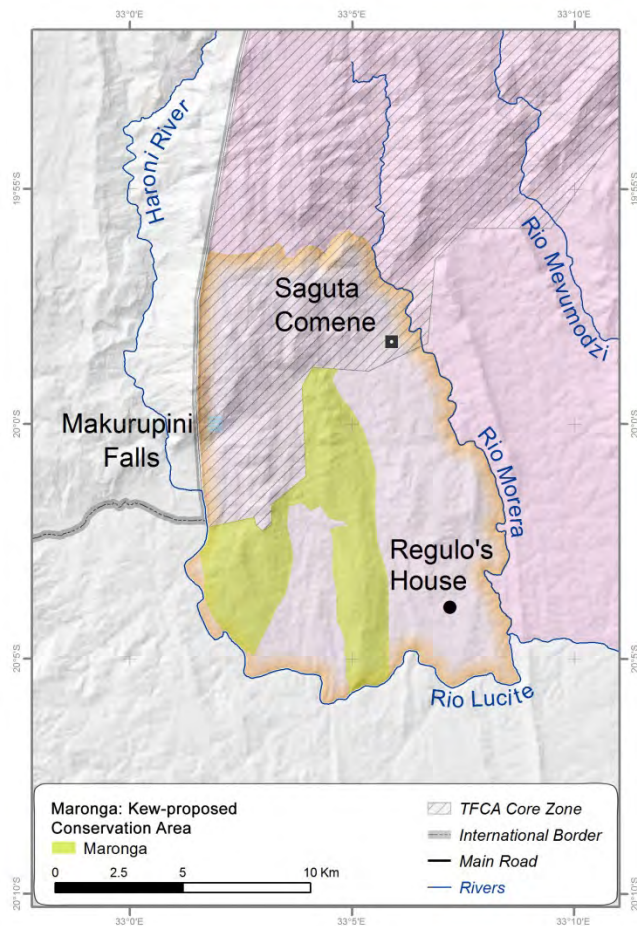 33°0'E
33°5'E
33°10'E
19°55'S
19°55'S
Haroni River
Rio Mevumodzi
Saguta
Comene
20°0'S
20°0'S
Makurupini
Falls
Rio Morera
Regulo's
House
20°5'S
20°5'S
Rio Lucite
Maronga: Kew-proposed
Conservation Area
Maronga
0 2.5 5 10 Km
TFCA Core Zone
International Border
Main Road
Rivers
20°10'S
20°10'S
33°0'E
33°5'E
33°10'E